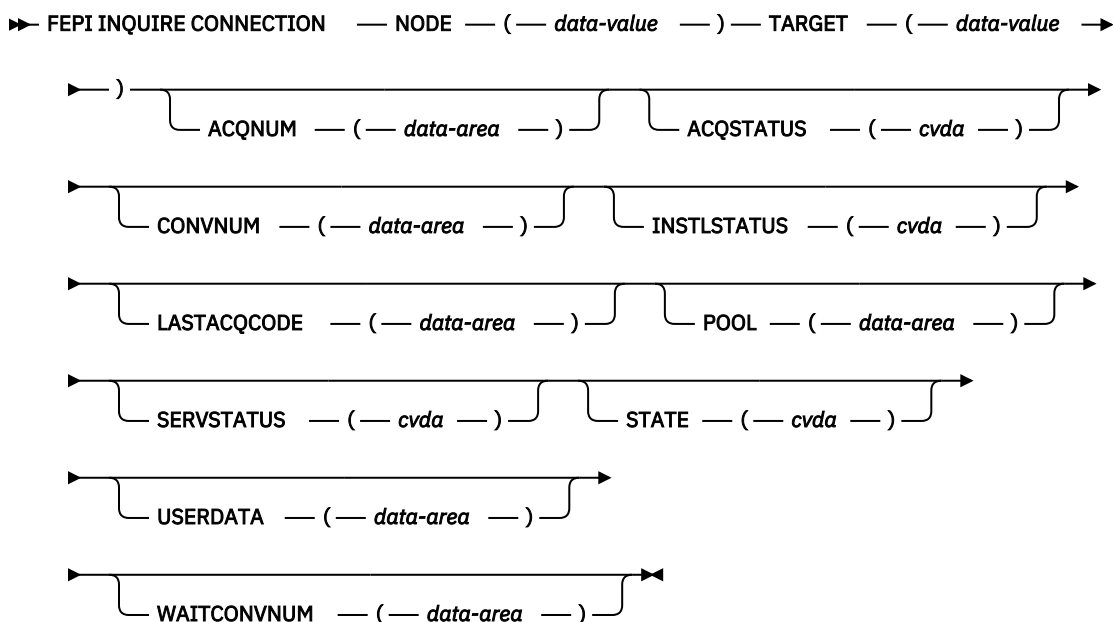 FEPI INQUIRE CONNECTION NODE ( data-value ) TARGET ( data-value
)
ACQNUM ( data-area ) ACQSTATUS ( cvda )
CONVNUM ( data-area ) INSTLSTATUS ( cvda )
LASTACQCODE ( data-area ) POOL ( data-area )
SERVSTATUS ( cvda ) STATE ( cvda )
USERDATA ( data-area )
WAITCONVNUM ( data-area )